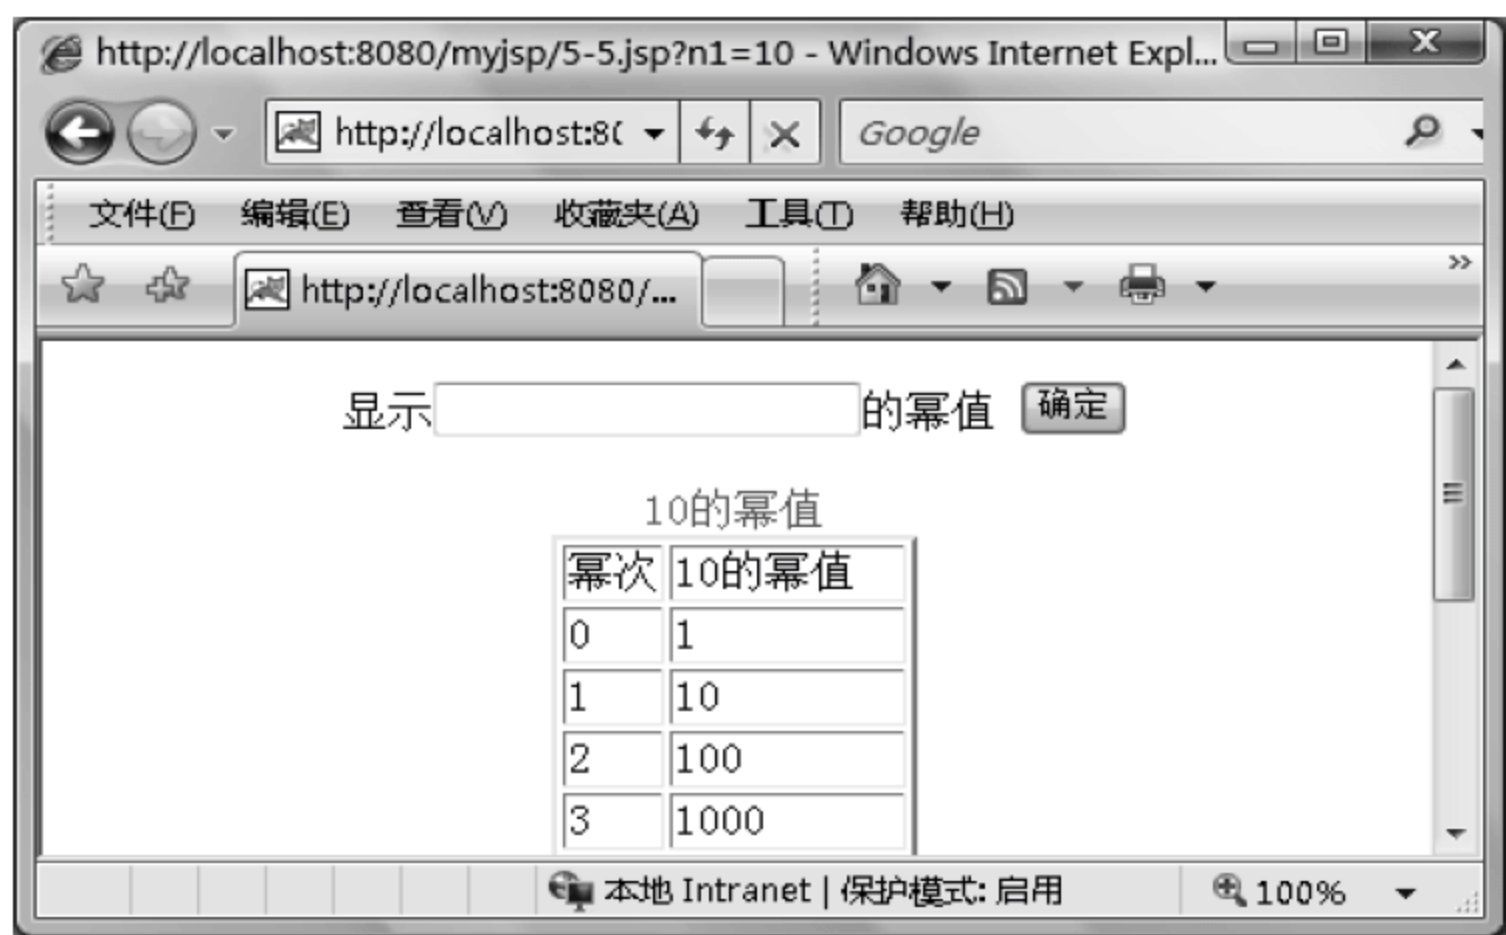 http://localhost:8080/myjsp/5-5.jsp?n1=10 - Windows Internet Expl...
http://localhost:8( Google
文件(F) 编辑(E) 查看(V) 收藏夹(A) 工具(T) 帮助(H)
http://localhost:8080/... »
显示 的幂值 确定
10的幂值
幂次 10的幂值
0 1
1 10
2 100
3 1000
本地 Intranet | 保护模式: 启用 100%